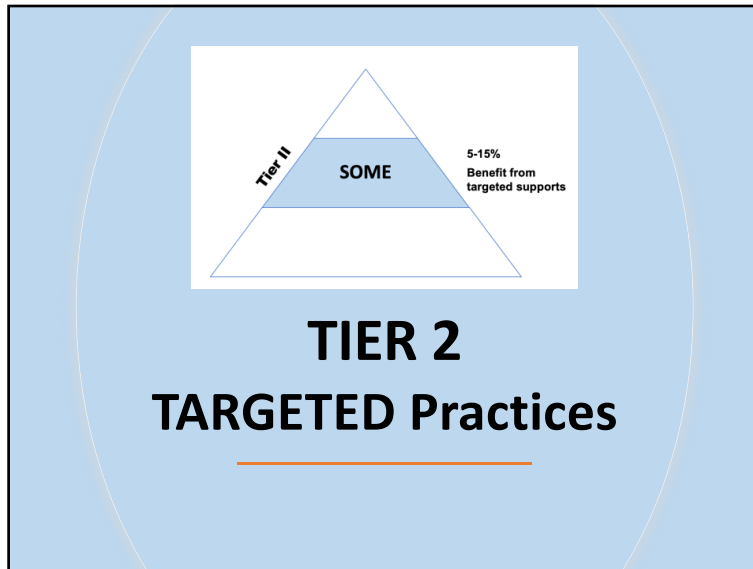 Tier II
SOME
5-15%
Benefit from
targeted supports
TIER 2
TARGETED Practices